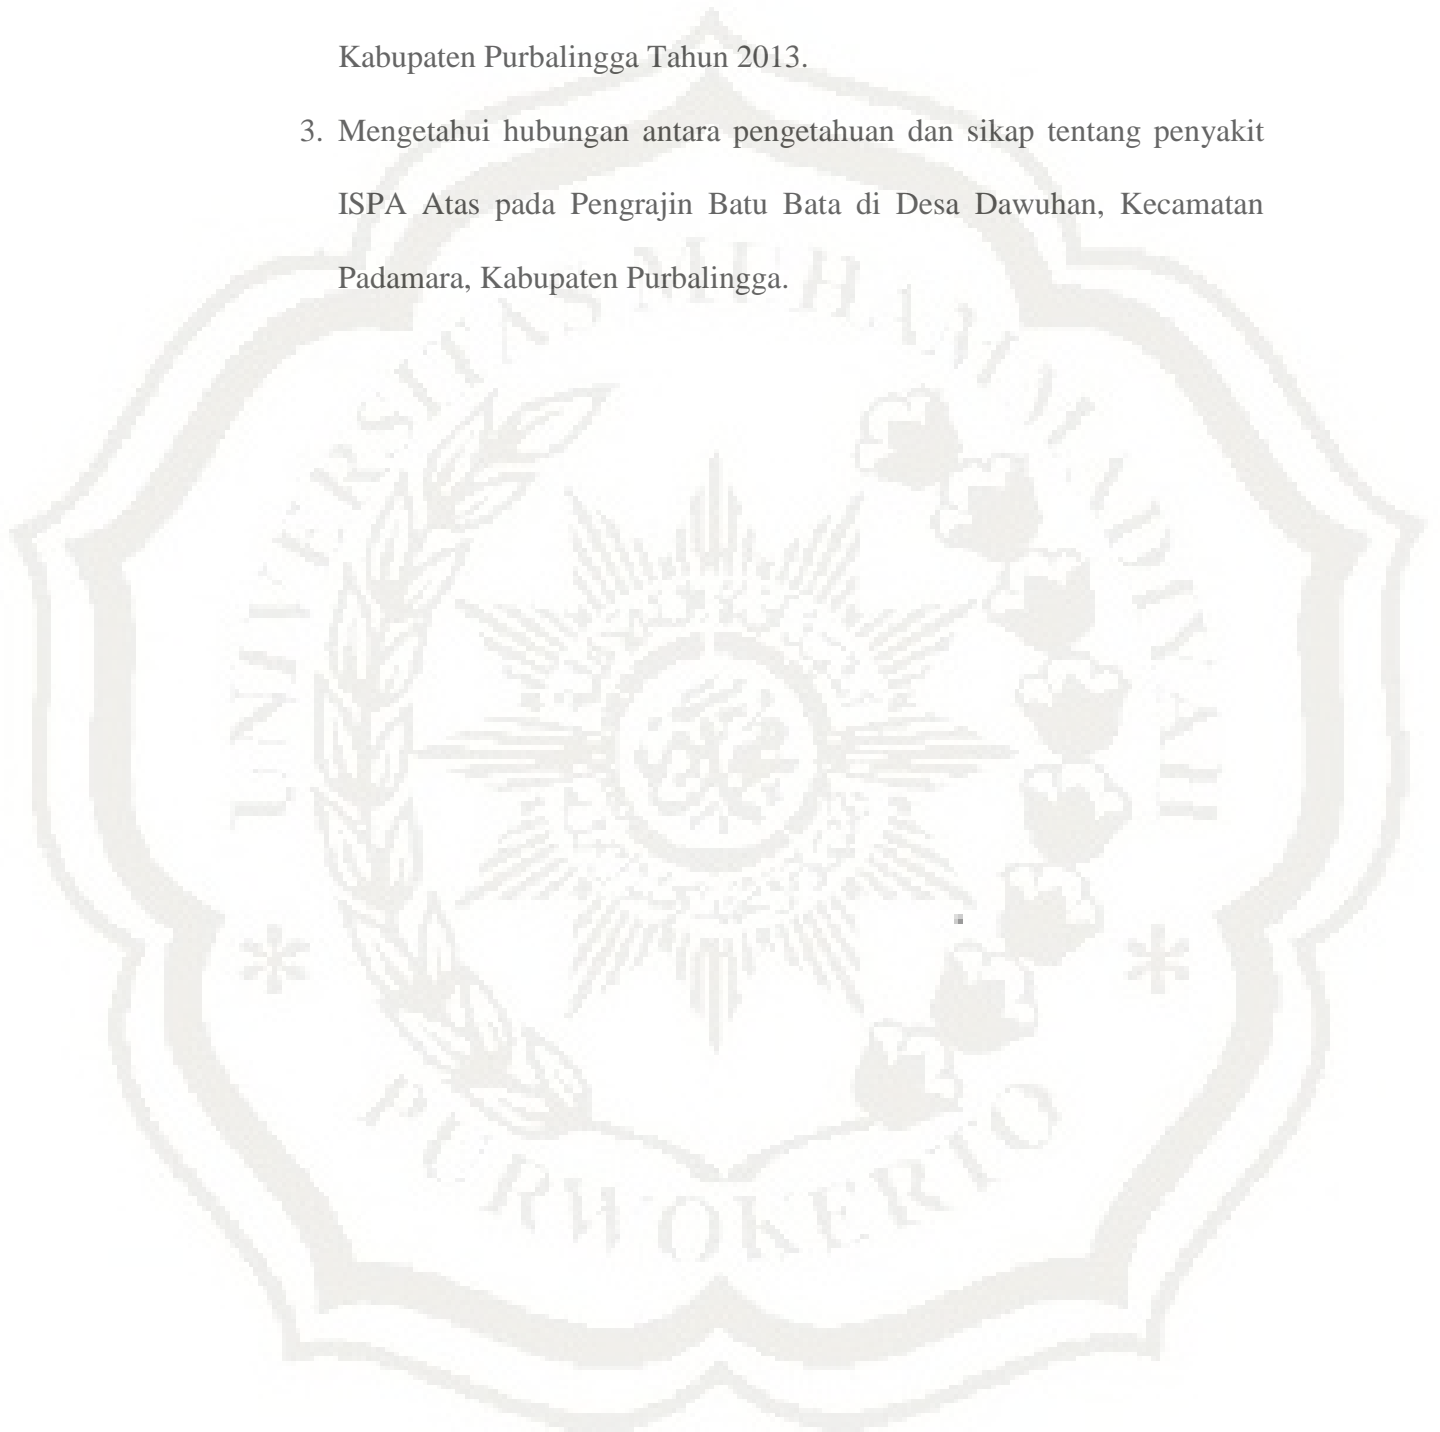 Kabupaten Purbalingga Tahun 2013.
3. Mengetahui hubungan antara pengetahuan dan sikap tentang penyakit
ISPA Atas pada Pengrajin Batu Bata di Desa Dawuhan, Kecamatan
Padamara, Kabupaten Purbalingga.
UNIVERSITAS MUHAMMADIYAH
PURWOKERTO